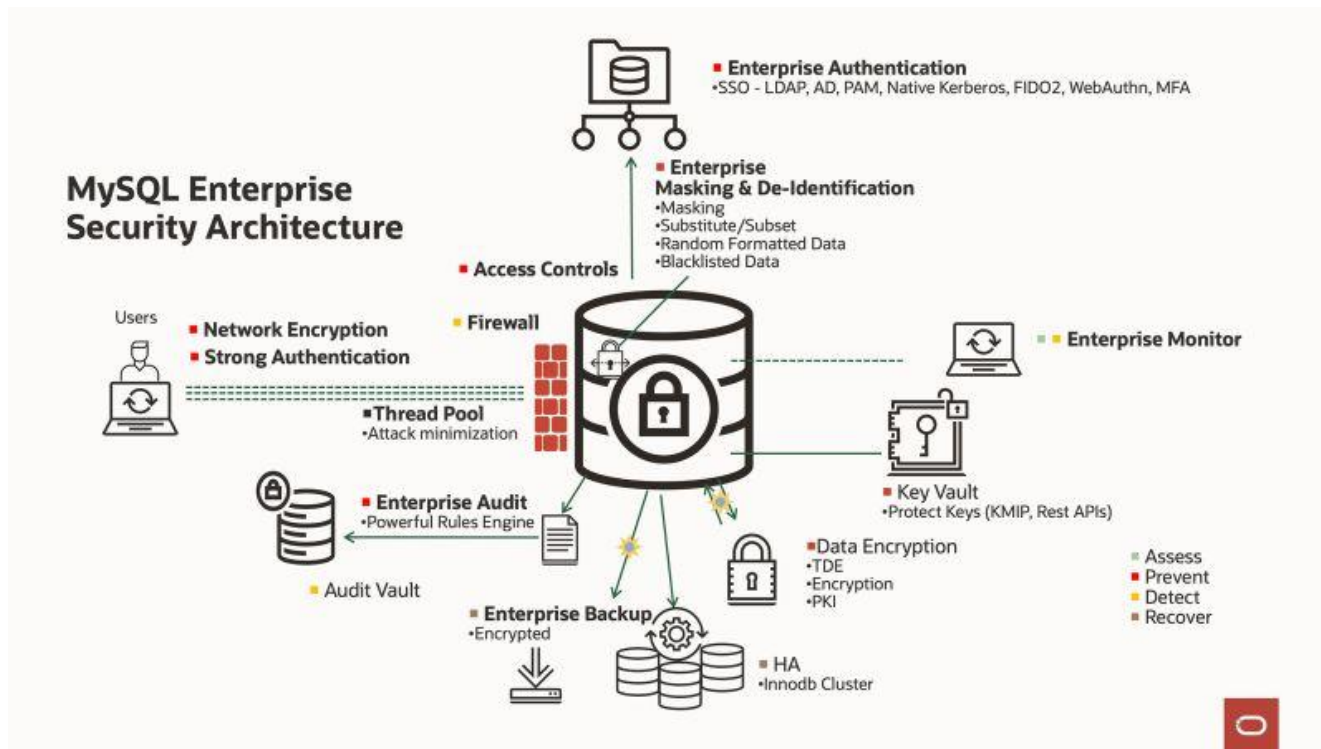 Enterprise Authentication
•SSO - LDAP, AD, PAM, Native Kerberos, FIDO2, WebAuthn, MFA
MySQL Enterprise
Security Architecture
Enterprise
Masking & De-Identification
•Masking
•Substitute/Subset
•Random Formatted Data
•Blacklisted Data
Access Controls
Users
Network Encryption
Strong Authentication
Firewall
Thread Pool
•Attack minimization
Enterprise Monitor
Key Vault
•Protect Keys (KMIP, Rest APIs)
Enterprise Audit
•Powerful Rules Engine
Audit Vault
Data Encryption
•TDE
•Encryption
•PKI
Enterprise Backup
•Encrypted
HA
•Innodb Cluster
Assess
Prevent
Detect
Recover